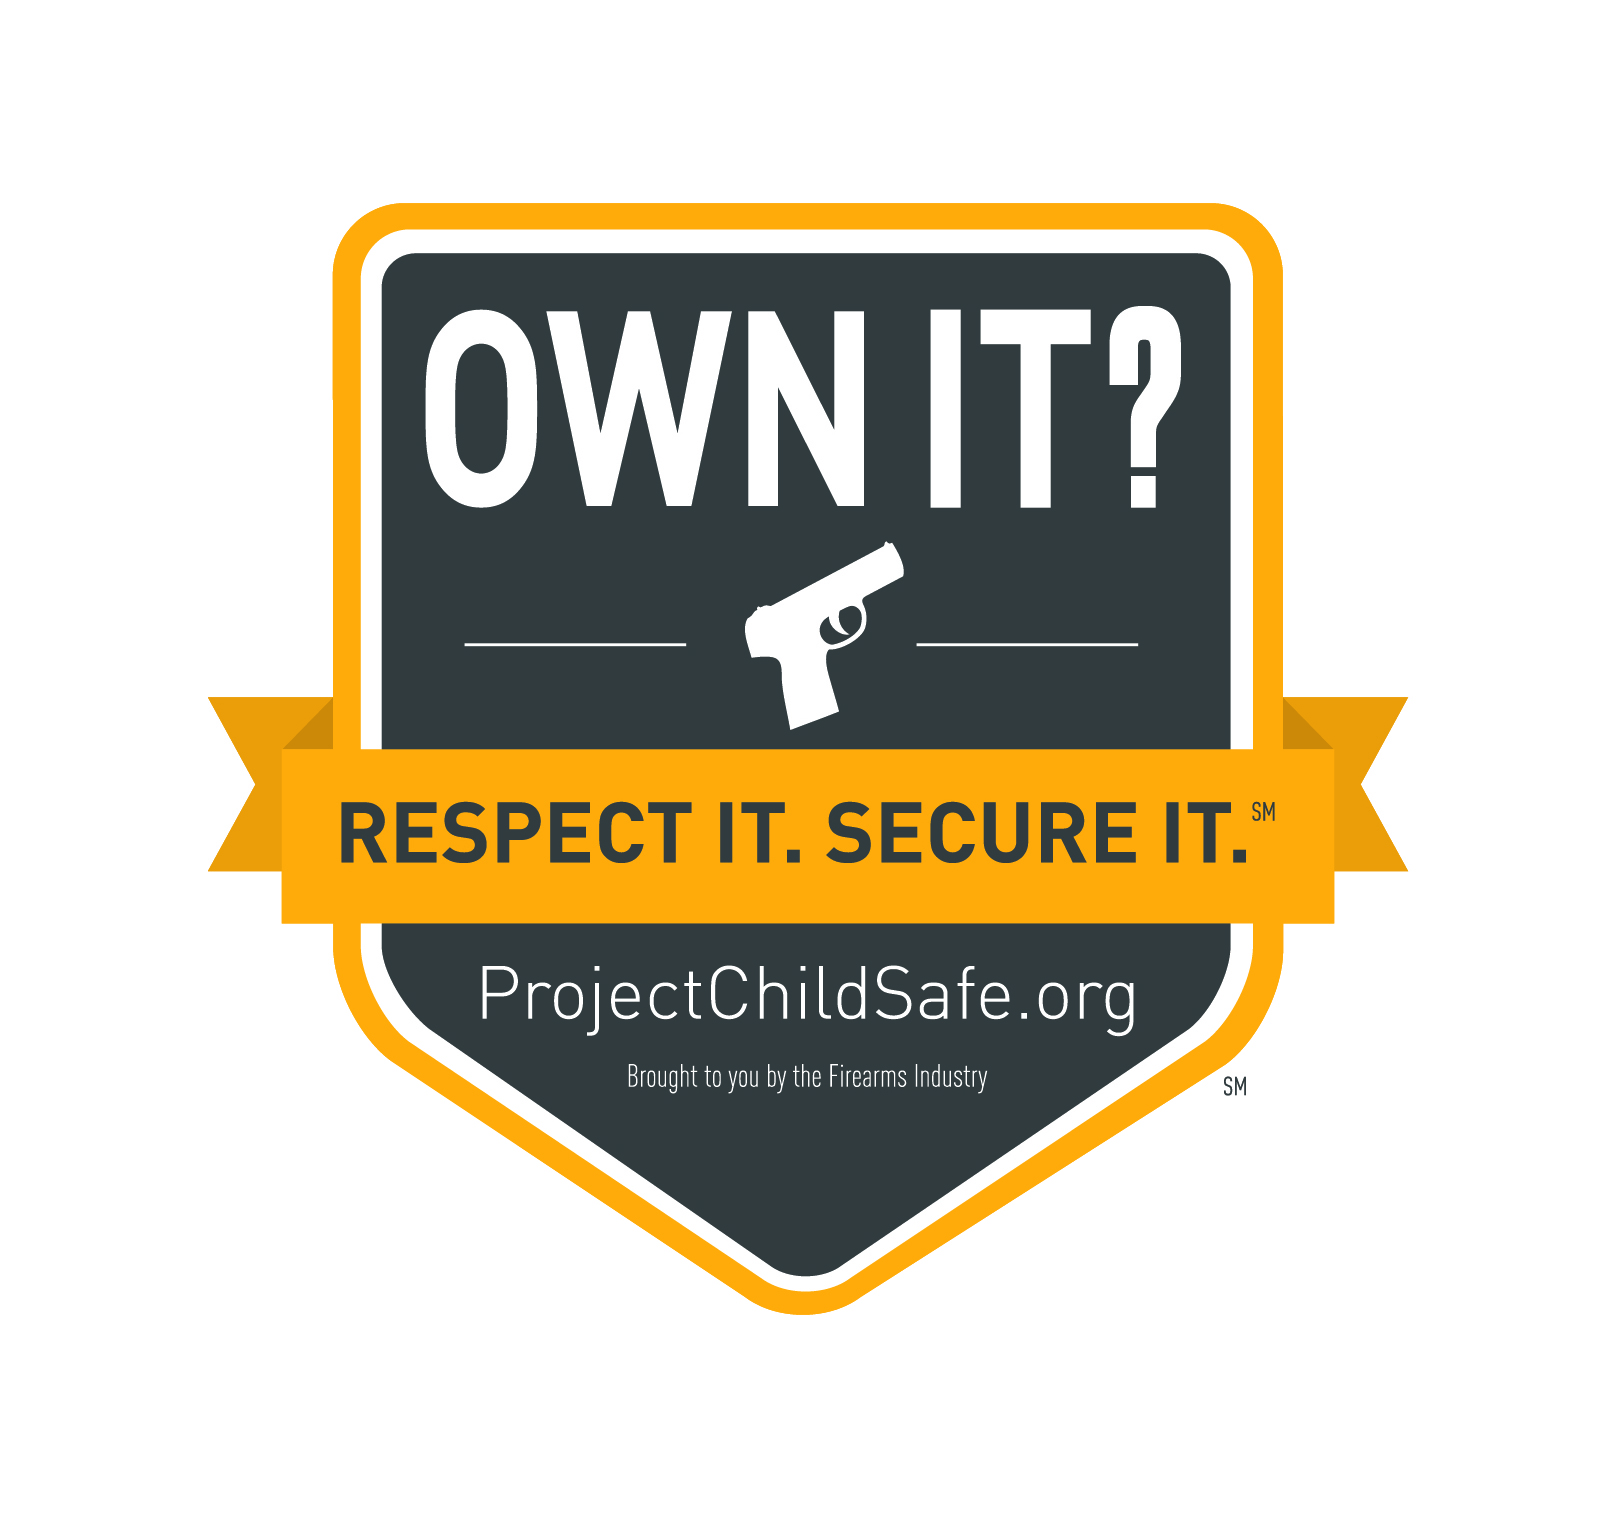 OWN IT?
RESPECT IT. SECURE IT. SM
ProjectChildSafe.org
Brought to you by the Firearms Industry
SM